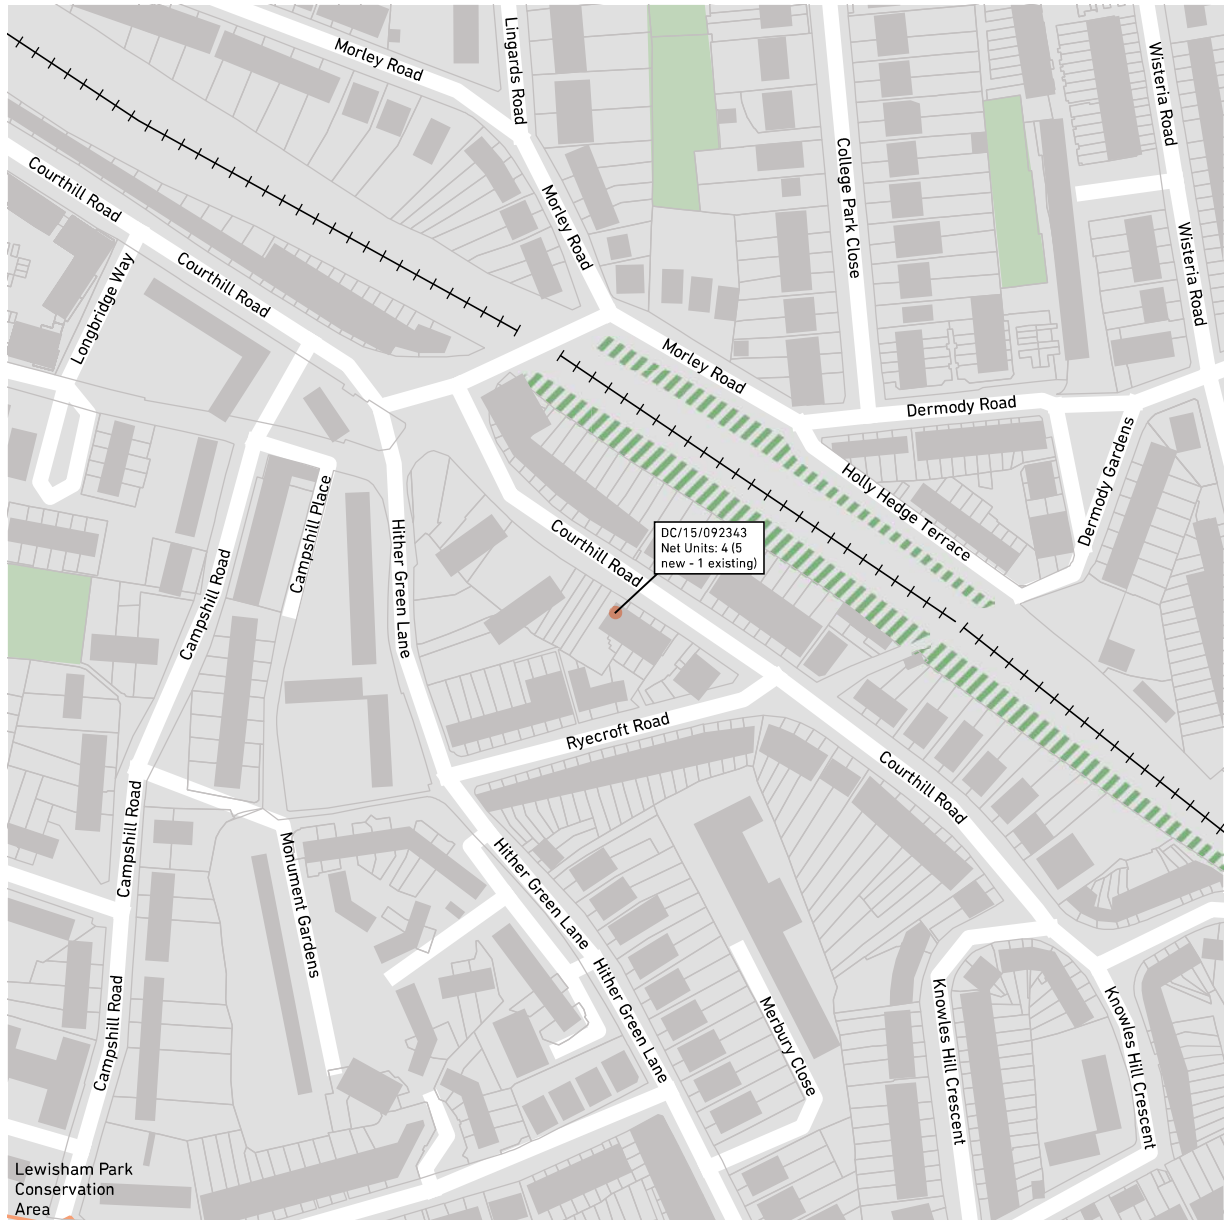 Morley Road
Lingards Road
Wisteria Road
College Park Close
Courthill Road
Morley Road
Wisteria Road
Longbridge Way
Courthill Road
Morley Road
Dermody Road
Dermody Gardens
Holly Hedge Terrace
Campshill Place
Hither Green Lane
Courthill Road
DC/15/092343
Net Units: 4 (5
new - 1 existing)
Campshill Road
Ryecroft Road
Courthill Road
Campshill Road
Monument Gardens
Hither Green Lane
Hither Green Lane
Merbury Close
Knowles Hill Crescent
Knowles Hill Crescent
Campshill Road
Lewisham Park
Conservation
Area